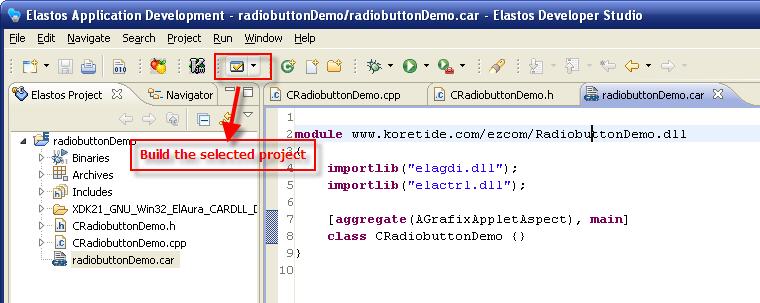 Elastos Application Development - radiobuttonDemo/radiobuttonDemo.car - Elastos Developer Studio
File Edit Navigate Search Project Run Window Help
010
Elastos Project Navigator
radiobuttonDemo
Binaries
Archives
Includes
XDK21_GNU_Win32_ElAura_CARDLL_D
CRadiobuttonDemo.h
CRadiobuttonDemo.cpp
radiobuttonDemo.car
Build the selected project
CRadiobuttonDemo.cpp CRadiobuttonDemo.h radiobuttonDemo.car
1
2 module www.koretide.com/ezcom/RadiobuttonDemo.dll
3 {
4 importlib("elagdi.dll");
5 importlib("elactrl.dll");
6
7 [aggregate(AGrafixAppletAspect), main]
8 class CRadiobuttonDemo {}
9 }
10